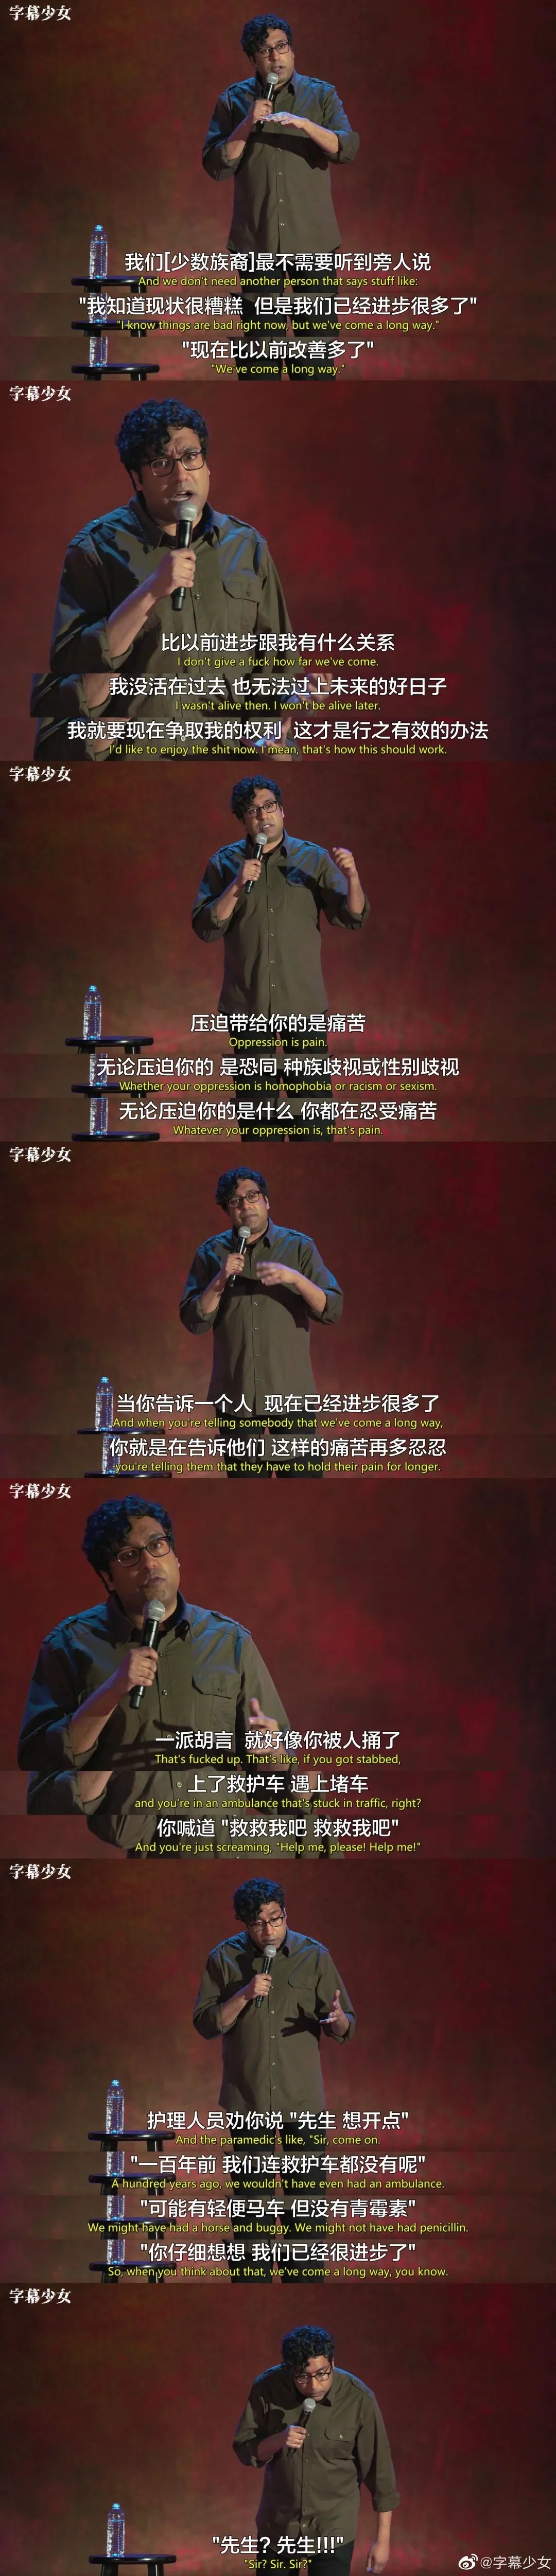 字幕少女
我们[少数族裔]最不需要听到旁人说
And we don't need another person that says stuff like:
"我知道现状很糟糕 但是我们已经进步很多了"
"I know things are bad right now, but we've come a long way."
"现在比以前改善多了"
"We've come a long way."
字幕少女
比以前进步跟我有什么关系
I don't give a fuck how far we've come.
我没活在过去 也无法过上未来的好日子
I wasn't alive then. I won't be alive later.
我就要现在争取我的权利 这才是行之有效的办法
I'd like to enjoy the shit now. I mean, that's how this should work.
字幕少女
压迫带给你的是痛苦
Oppression is pain.
无论压迫你的 是恐同 种族歧视或性别歧视
Whether your oppression is homophobia or racism or sexism.
无论压迫你的是什么 你都在忍受痛苦
Whatever your oppression is, that's pain.
字幕少女
当你告诉一个人 现在已经进步很多了
And when you're telling somebody that we've come a long way,
你就是在告诉他们 这样的痛苦再多忍忍
you're telling them that they have to hold their pain for longer.
字幕少女
一派胡言 就好像你被人捅了
That's fucked up. That's like, if you got stabbed,
上了救护车 遇上堵车
and you're in an ambulance that's stuck in traffic, right?
你喊道 "救救我吧 救救我吧"
And you're just screaming, "Help me, please! Help me!"
字幕少女
护理人员劝你说 "先生 想开点"
And the paramedic's like, "Sir, come on.
"一百年前 我们连救护车都没有呢"
A hundred years ago, we wouldn't have even had an ambulance.
"可能有轻便马车 但没有青霉素"
We might have had a horse and buggy. We might not have had penicillin.
"你仔细想想 我们已经很进步了"
So, when you think about that, we've come a long way, you know.
字幕少女
"先生? 先生!!!"
"Sir? Sir. Sir?"
@字幕少女